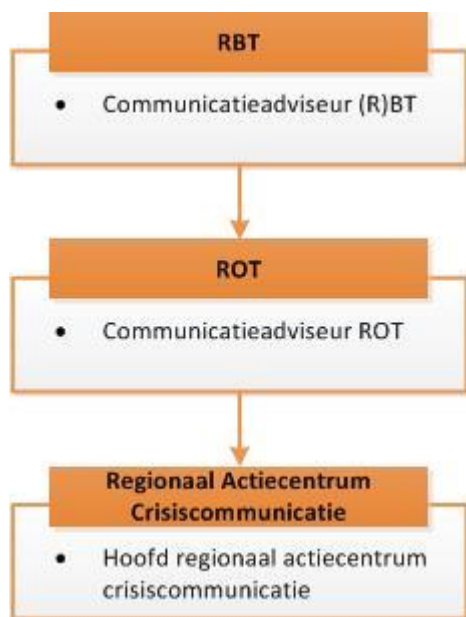 RBT
• Communicatieadviseur (R)BT
ROT
• Communicatieadviseur ROT
Regionaal Actiecentrum
Crisiscommunicatie
• Hoofd regionaal actiecentrum
crisiscommunicatie